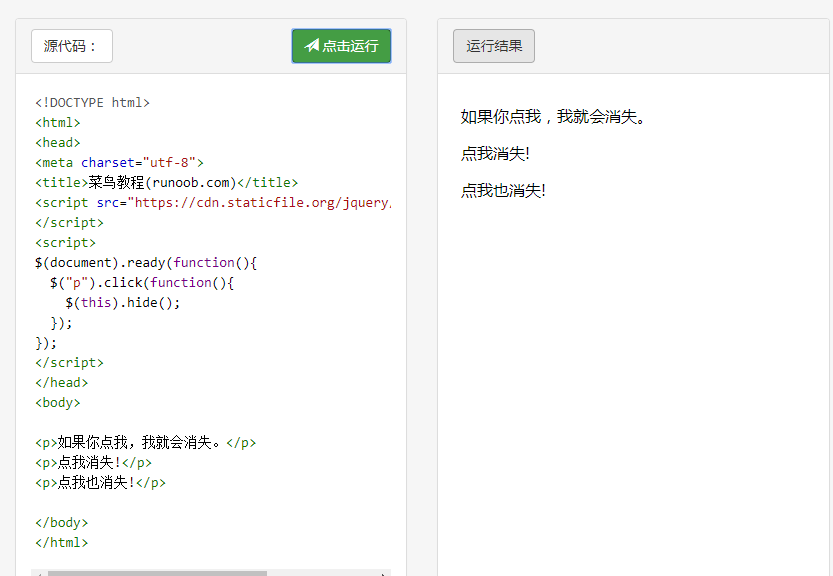 源代码：
点击运行
<!DOCTYPE html>
<html>
<head>
<meta charset="utf-8">
<title>菜鸟教程(runoob.com)</title>
<script src="https://cdn.staticfile.org/jquery/
</script>
<script>
$(document).ready(function(){
  $("p").click(function(){
    $(this).hide();
  });
});
</script>
</head>
<body>
<p>如果你点我，我就会消失。</p>
<p>点我消失!</p>
<p>点我也消失!</p>
</body>
</html>
运行结果
如果你点我，我就会消失。
点我消失!
点我也消失!